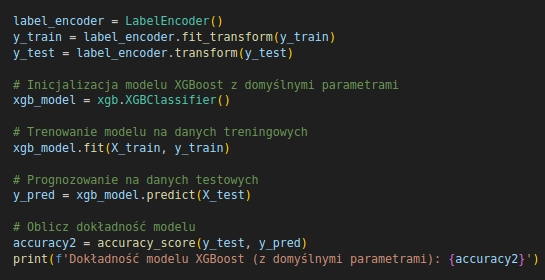 label_encoder = LabelEncoder()
y_train = label_encoder.fit_transform(y_train)
y_test = label_encoder.transform(y_test)
# Inicjalizacja modelu XGBoost z domyślnymi parametrami
xgb_model = xgb.XGBClassifier()
# Trenowanie modelu na danych treningowych
xgb_model.fit(X_train, y_train)
# Prognozowanie na danych testowych
y_pred = xgb_model.predict(X_test)
# Oblicz dokładność modelu
accuracy2 = accuracy_score(y_test, y_pred)
print(f'Dokładność modelu XGBoost (z domyślnymi parametrami): {accuracy2}')